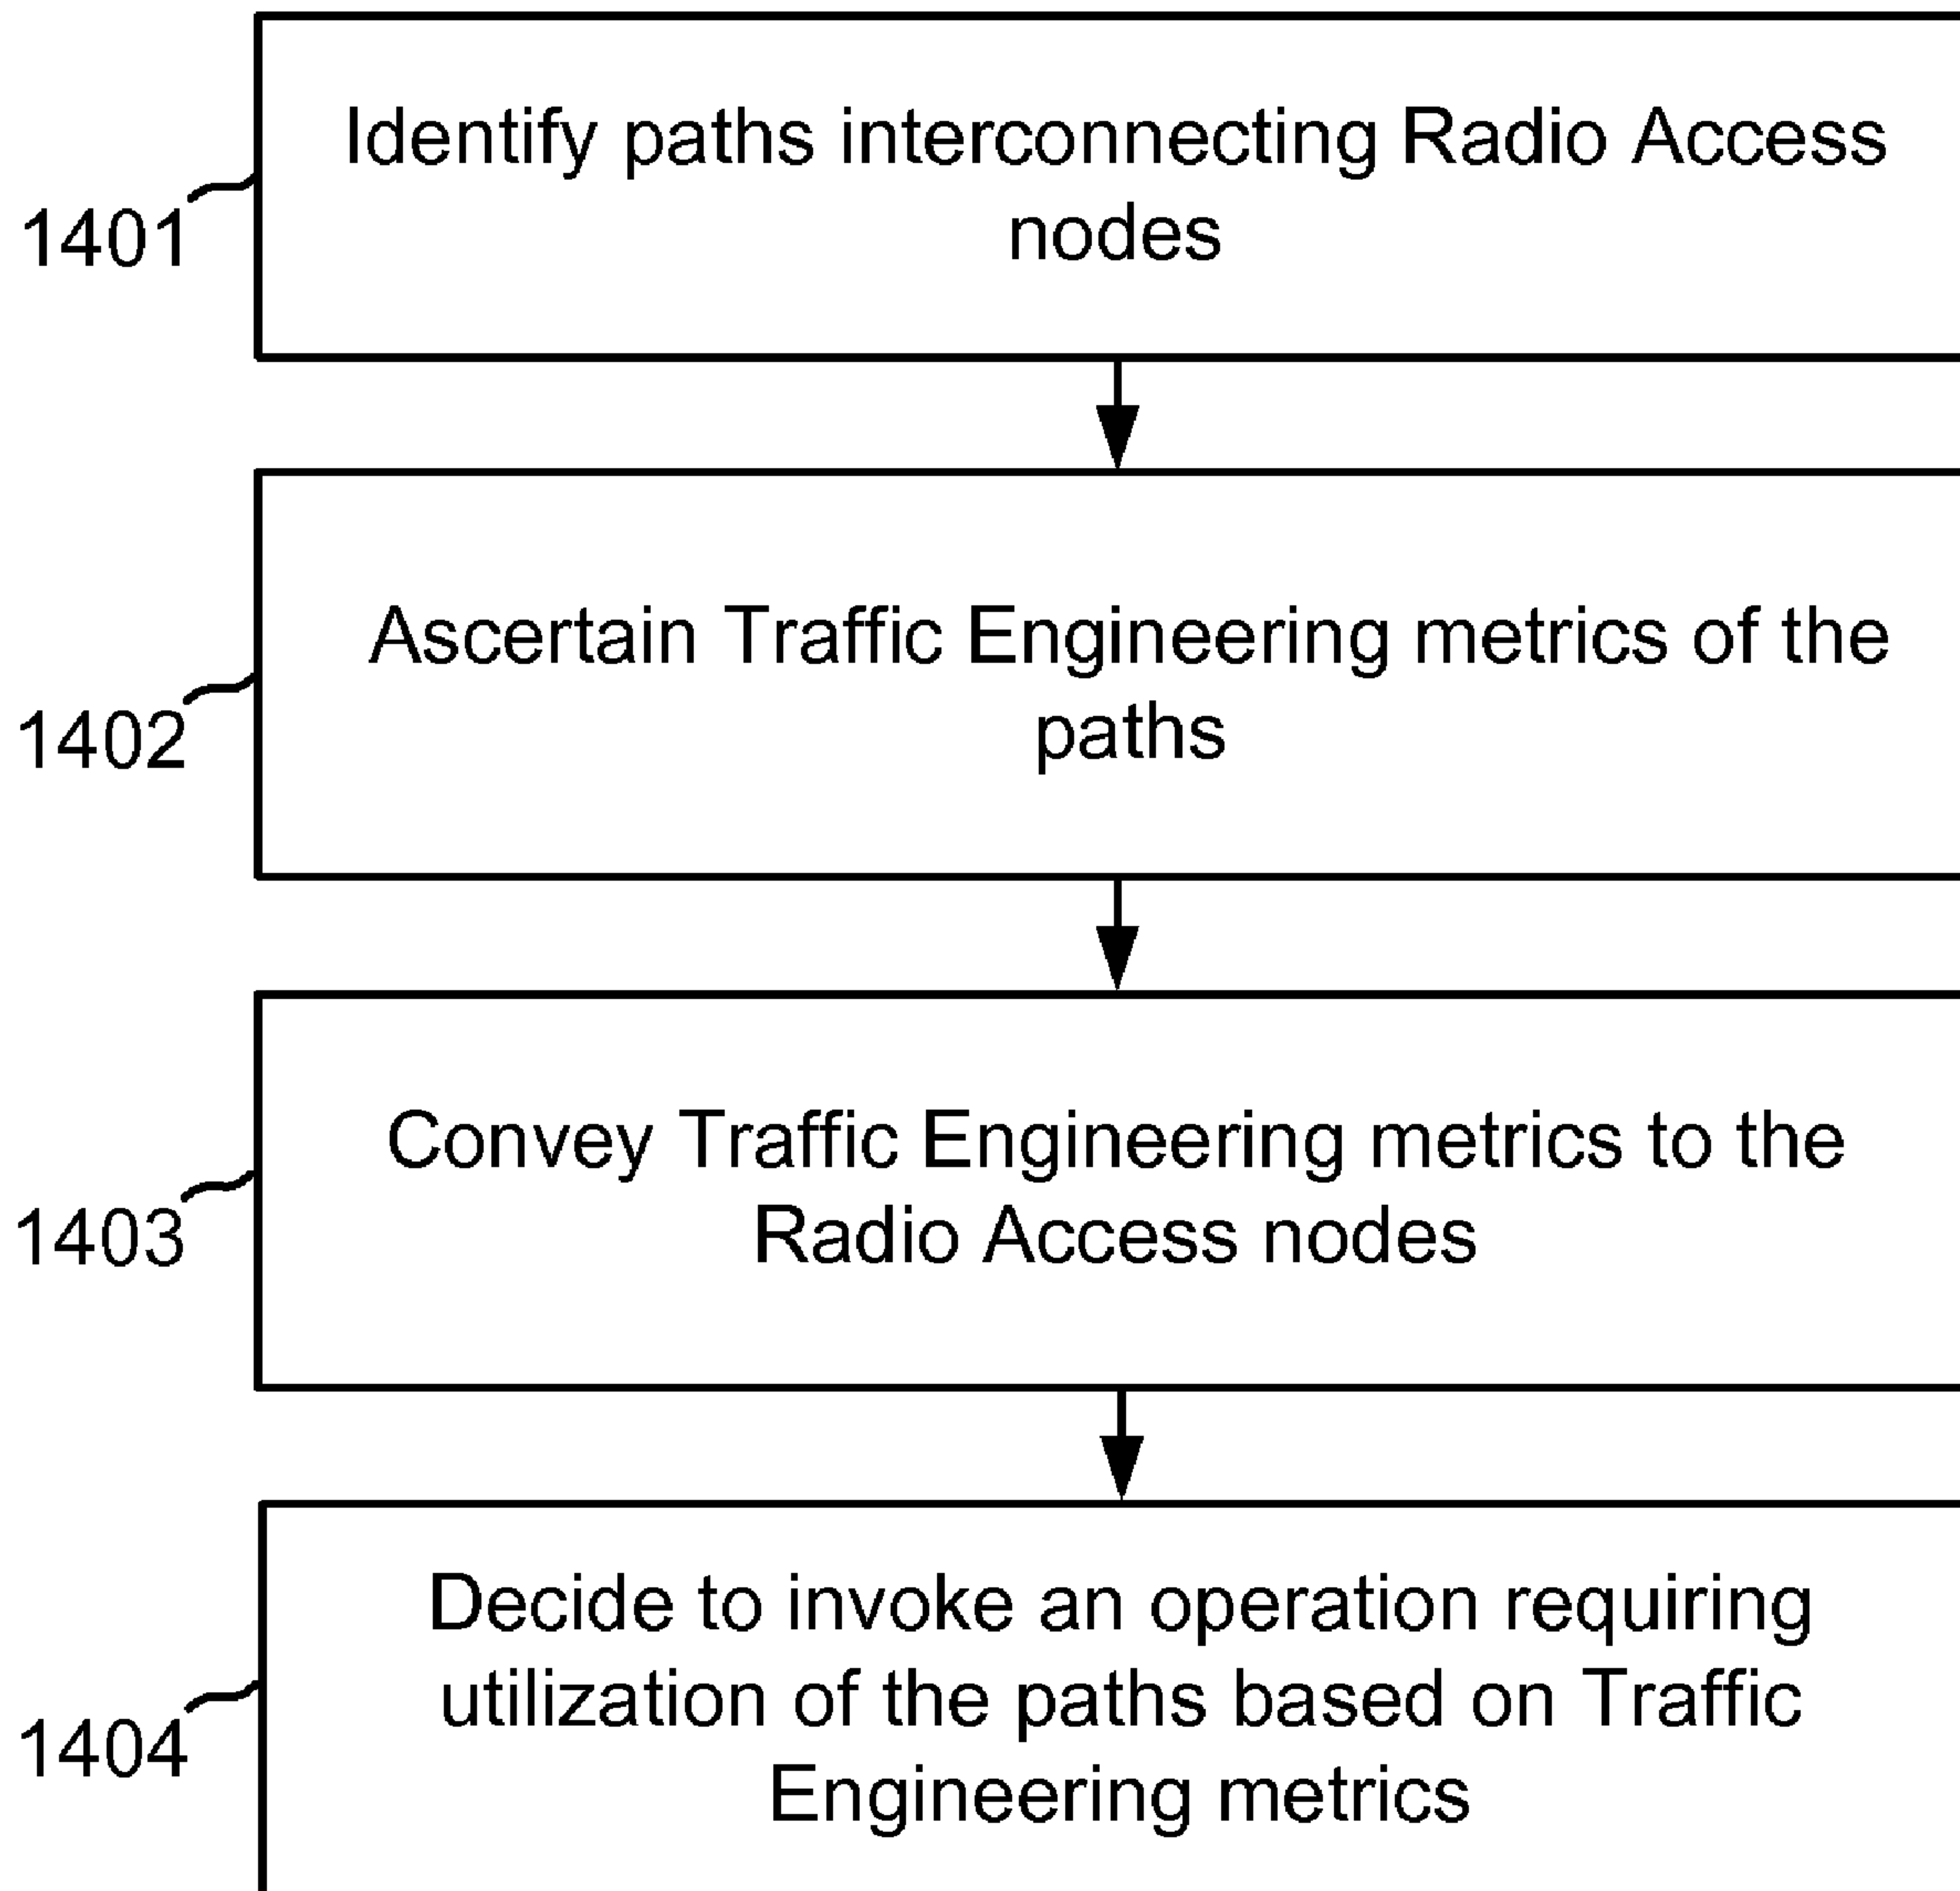 Identify paths interconnecting Radio Access
nodes
1401
Ascertain Traffic Engineering metrics of the
paths
1402
Convey Traffic Engineering metrics to the
Radio Access nodes
1403
Decide to invoke an operation requiring
utilization of the paths based on Traffic
Engineering metrics
1404